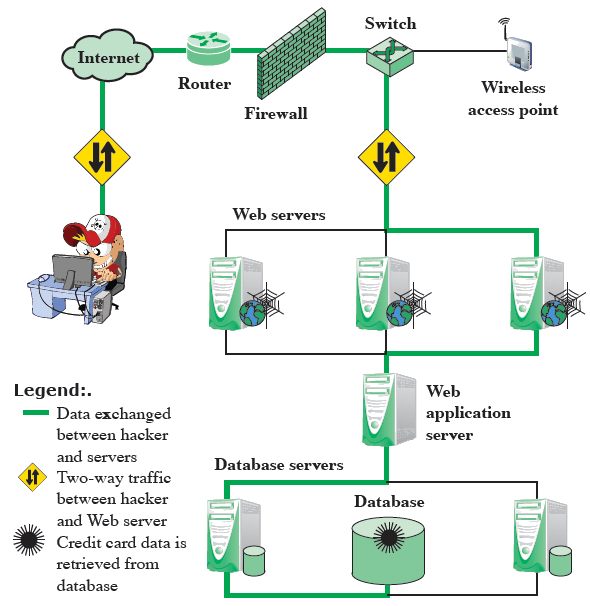 Switch
Internet
Router
Firewall
Wireless
access point
Web servers
Legend:.
Data exchanged
between hacker
and servers
Two-way traffic
between hacker
and Web server
Credit card data is
retrieved from
database
Web
application
server
Database servers
Database